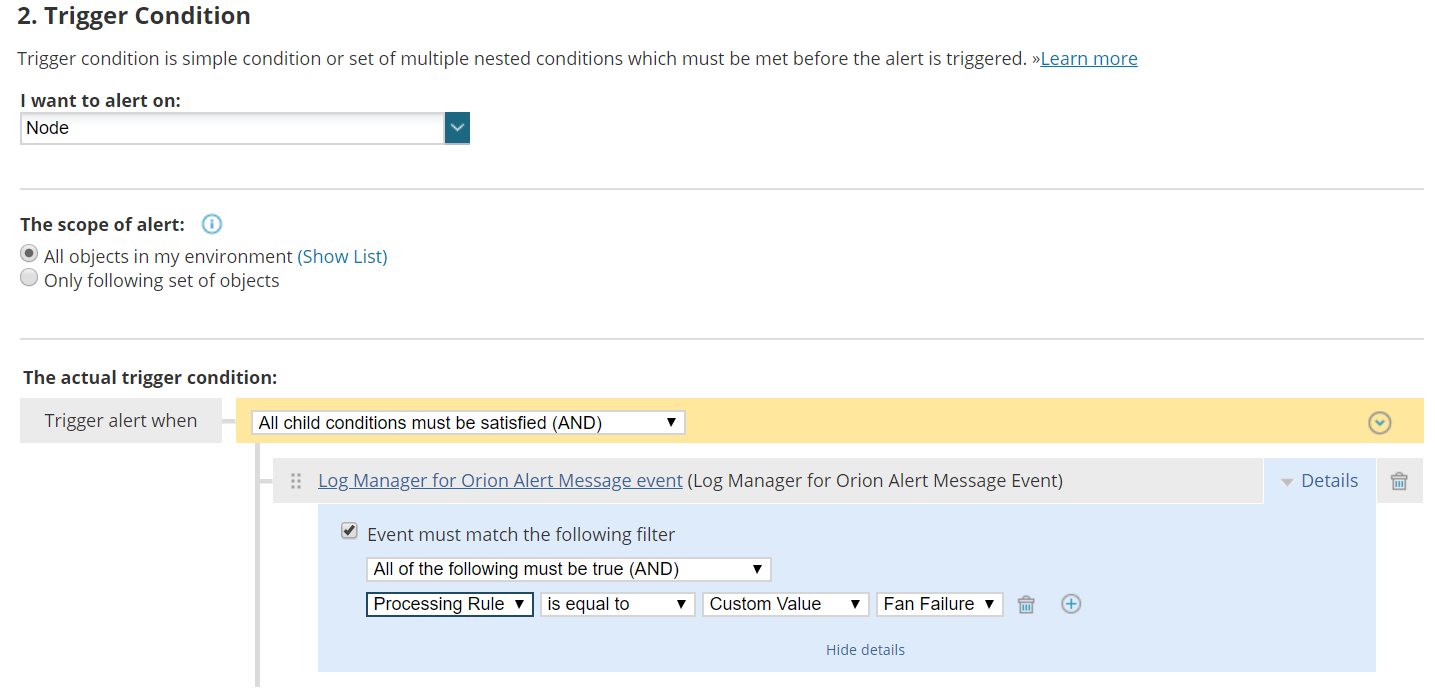 2. Trigger Condition
Trigger condition is simple condition or set of multiple nested conditions which must be met before the alert is triggered. »Learn more
I want to alert on:
Node
The scope of alert:
All objects in my environment (Show List)
Only following set of objects
The actual trigger condition:
Trigger alert when All child conditions must be satisfied (AND)
Log Manager for Orion Alert Message event (Log Manager for Orion Alert Message Event) Details
Event must match the following filter
All of the following must be true (AND)
Processing Rule is equal to Custom Value Fan Failure
Hide details